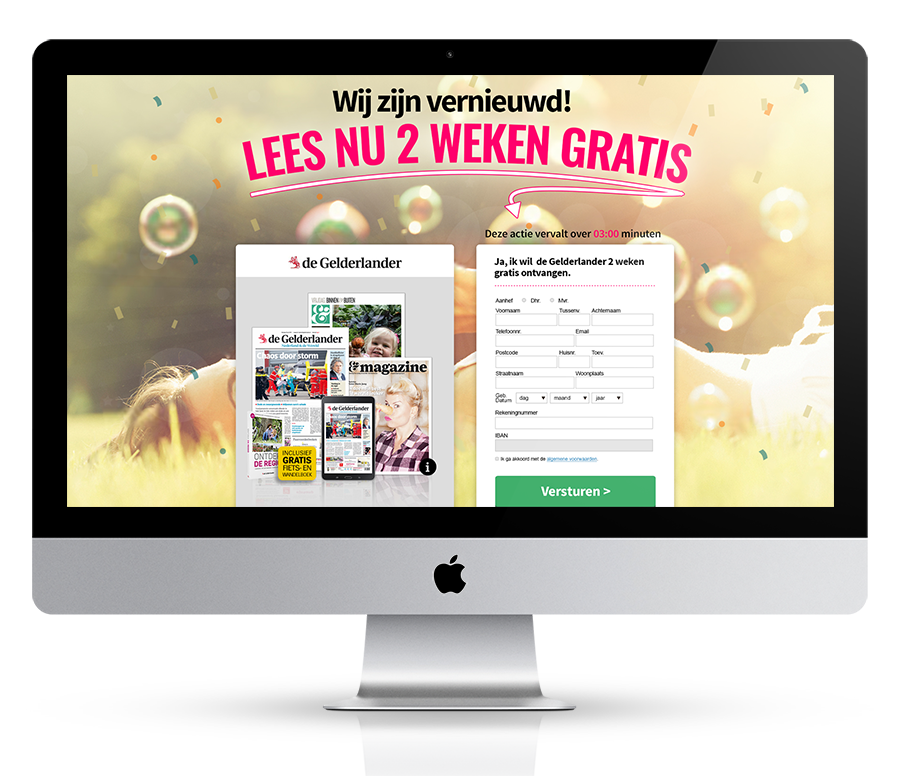 Wij zijn vernieuwd!
LEES NU 2 WEKEN GRATIS
Deze actie vervalt over 03:00 minuten
de Gelderlander
VRIJDAG BINNEN BUITEN
&
de Gelderlander
Chaos door storm
& magazine
de Gelderlander
ONTDEK
DE REGIO
INCLUSIEF
GRATIS
FIETS- EN
WANDELBOEK
i
Ja, ik wil de Gelderlander 2 weken
gratis ontvangen.
Aanhef Dhr. Mvr.
Voornaam Tussenv. Achternaam
Telefoonnr. Email
Postcode Huisnr. Toev.
Straatnaam Woonplaats
Geb. Datum dag maand jaar
Rekeningnummer
IBAN
Ik ga akkoord met de algemene voorwaarden.
Versturen >